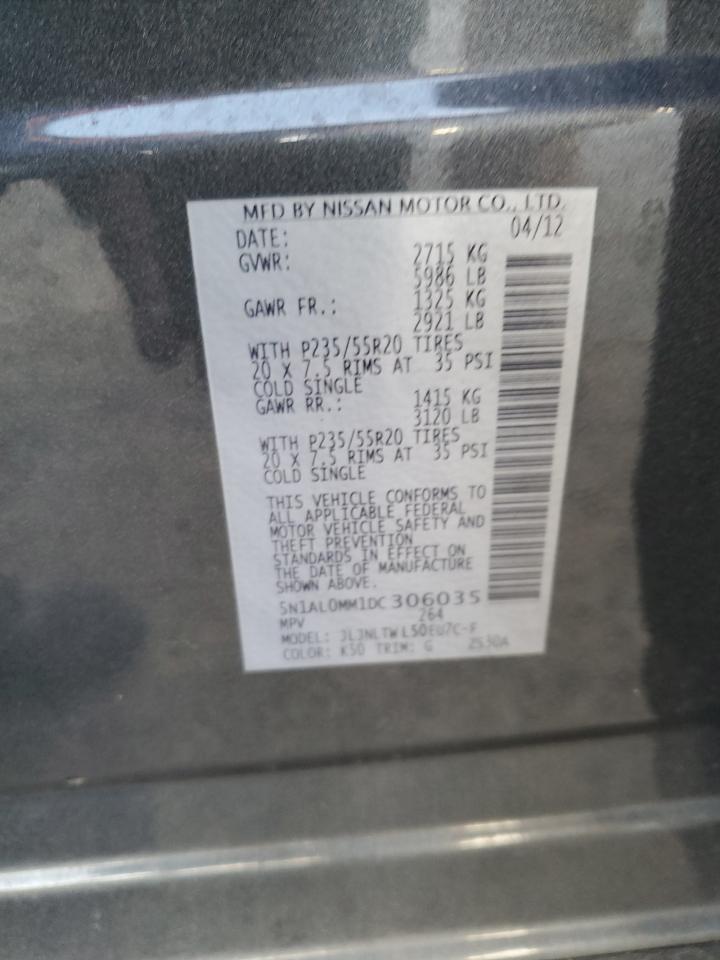 MFD BY NISSAN MOTOR CO., LTD.
DATE: 04/12
GVWR: 2715 KG
5986 LB
GAWR FR.: 1325 KG
2921 LB
WITH P235/55R20 TIRES
20 X 7.5 RIMS AT 35 PSI
COLD SINGLE
GAWR RR.: 1415 KG
3120 LB
WITH P235/55R20 TIRES
20 X 7.5 RIMS AT 35 PSI
COLD SINGLE
THIS VEHICLE CONFORMS TO
ALL APPLICABLE FEDERAL
MOTOR VEHICLE SAFETY AND
THEFT PREVENTION
STANDARDS IN EFFECT ON
THE DATE OF MANUFACTURE
SHOWN ABOVE.
5N1AL0MM1DC306035
MPV 264
MODEL:
COLOR: K50 TRIM: G